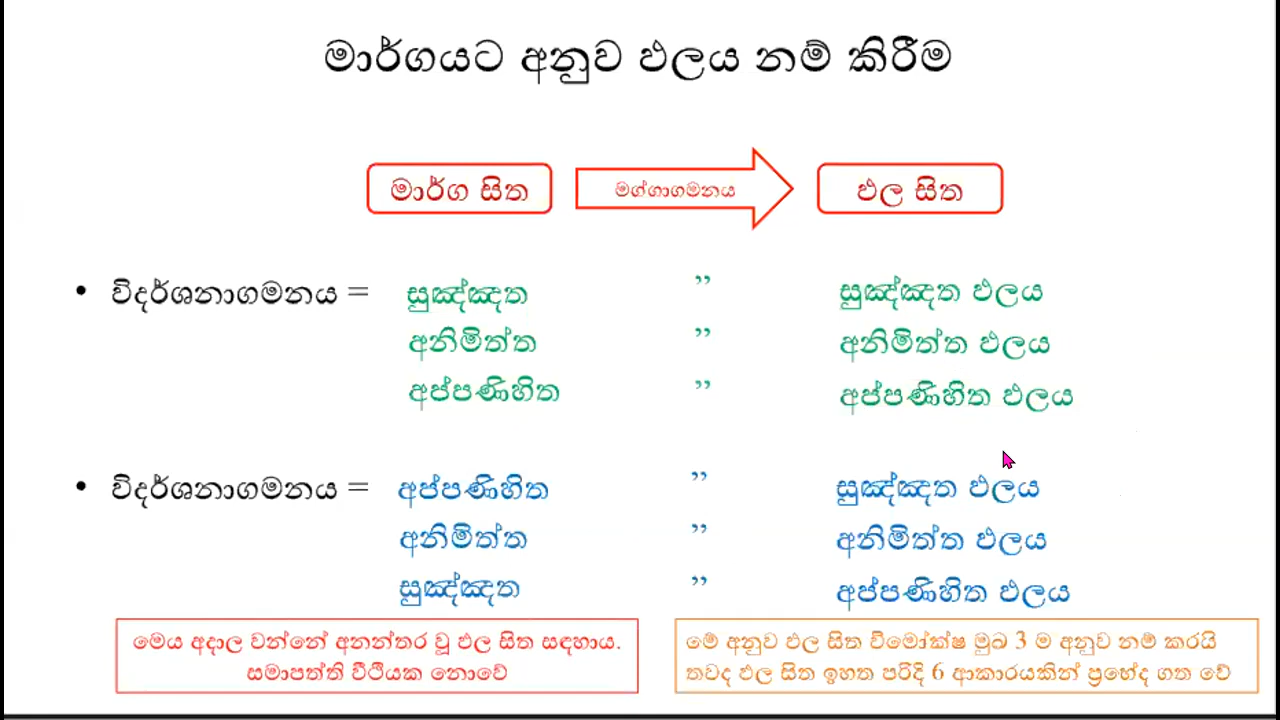 මාර්ගයට අනුව ඵලය නම් කිරීම
මාර්ග සිත මග්ගාගමනය ඵල සිත
• විදර්ශනාගමනය = සුඤ්ඤත ” සුඤ්ඤත ඵලය
අනිමිත්ත ” අනිමිත්ත ඵලය
අප්පණිහිත ” අප්පණිහිත ඵලය
• විදර්ශනාගමනය = අප්පණිහිත ” සුඤ්ඤත ඵලය
අනිමිත්ත ” අනිමිත්ත ඵලය
සුඤ්ඤත ” අප්පණිහිත ඵලය
මෙය අදාල වන්නේ අනන්තර වූ ඵල සිත සඳහාය.
සමාපත්ති වීථියක නොවේ
මේ අනුව ඵල සිත විමෝක්ෂ මුඛ 3 ම අනුව නම් කරයි
තවද ඵල සිත ඉහත පරිදි 6 ආකාරයකින් ප්‍රභේද ගත වේ